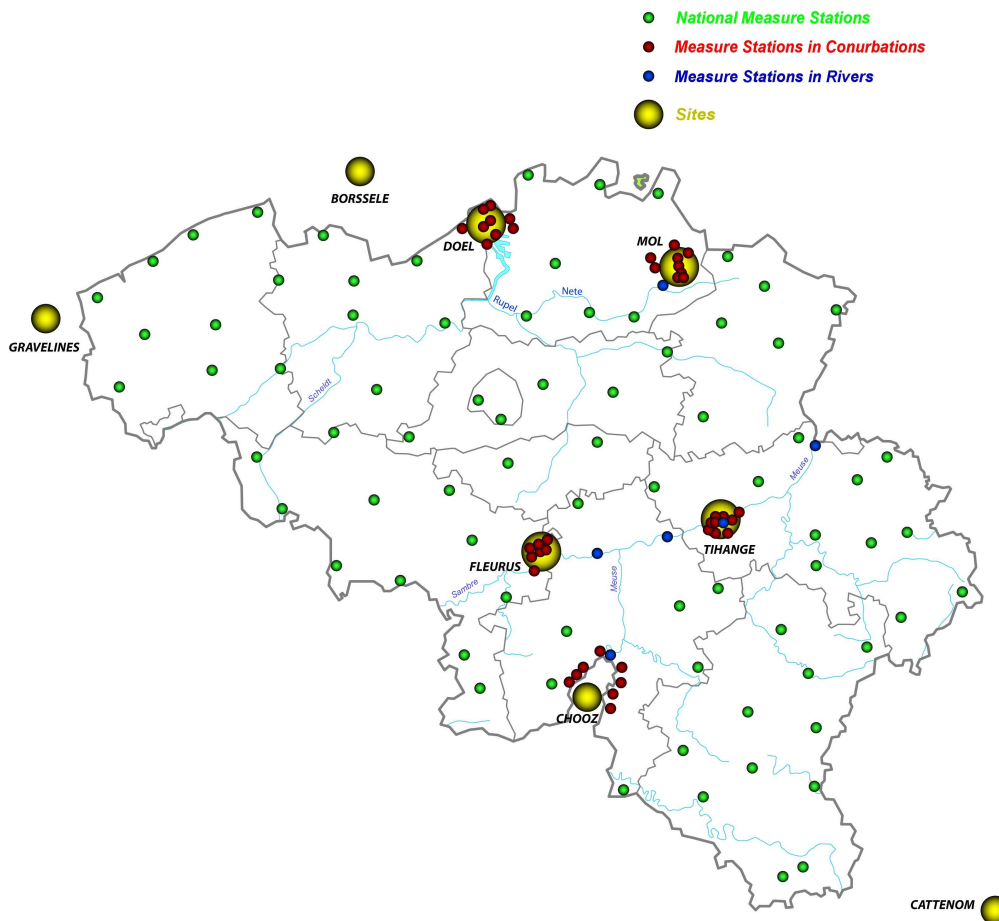 National Measure Stations
Measure Stations in Conurbations
Measure Stations in Rivers
Sites
BORSSELE
DOEL
MOL
Nete
Rupel
GRAVELINES
Scheldt
Meuse
TIHANGE
FLEURUS
Sambre
Meuse
CHOOZ
CATTENOM